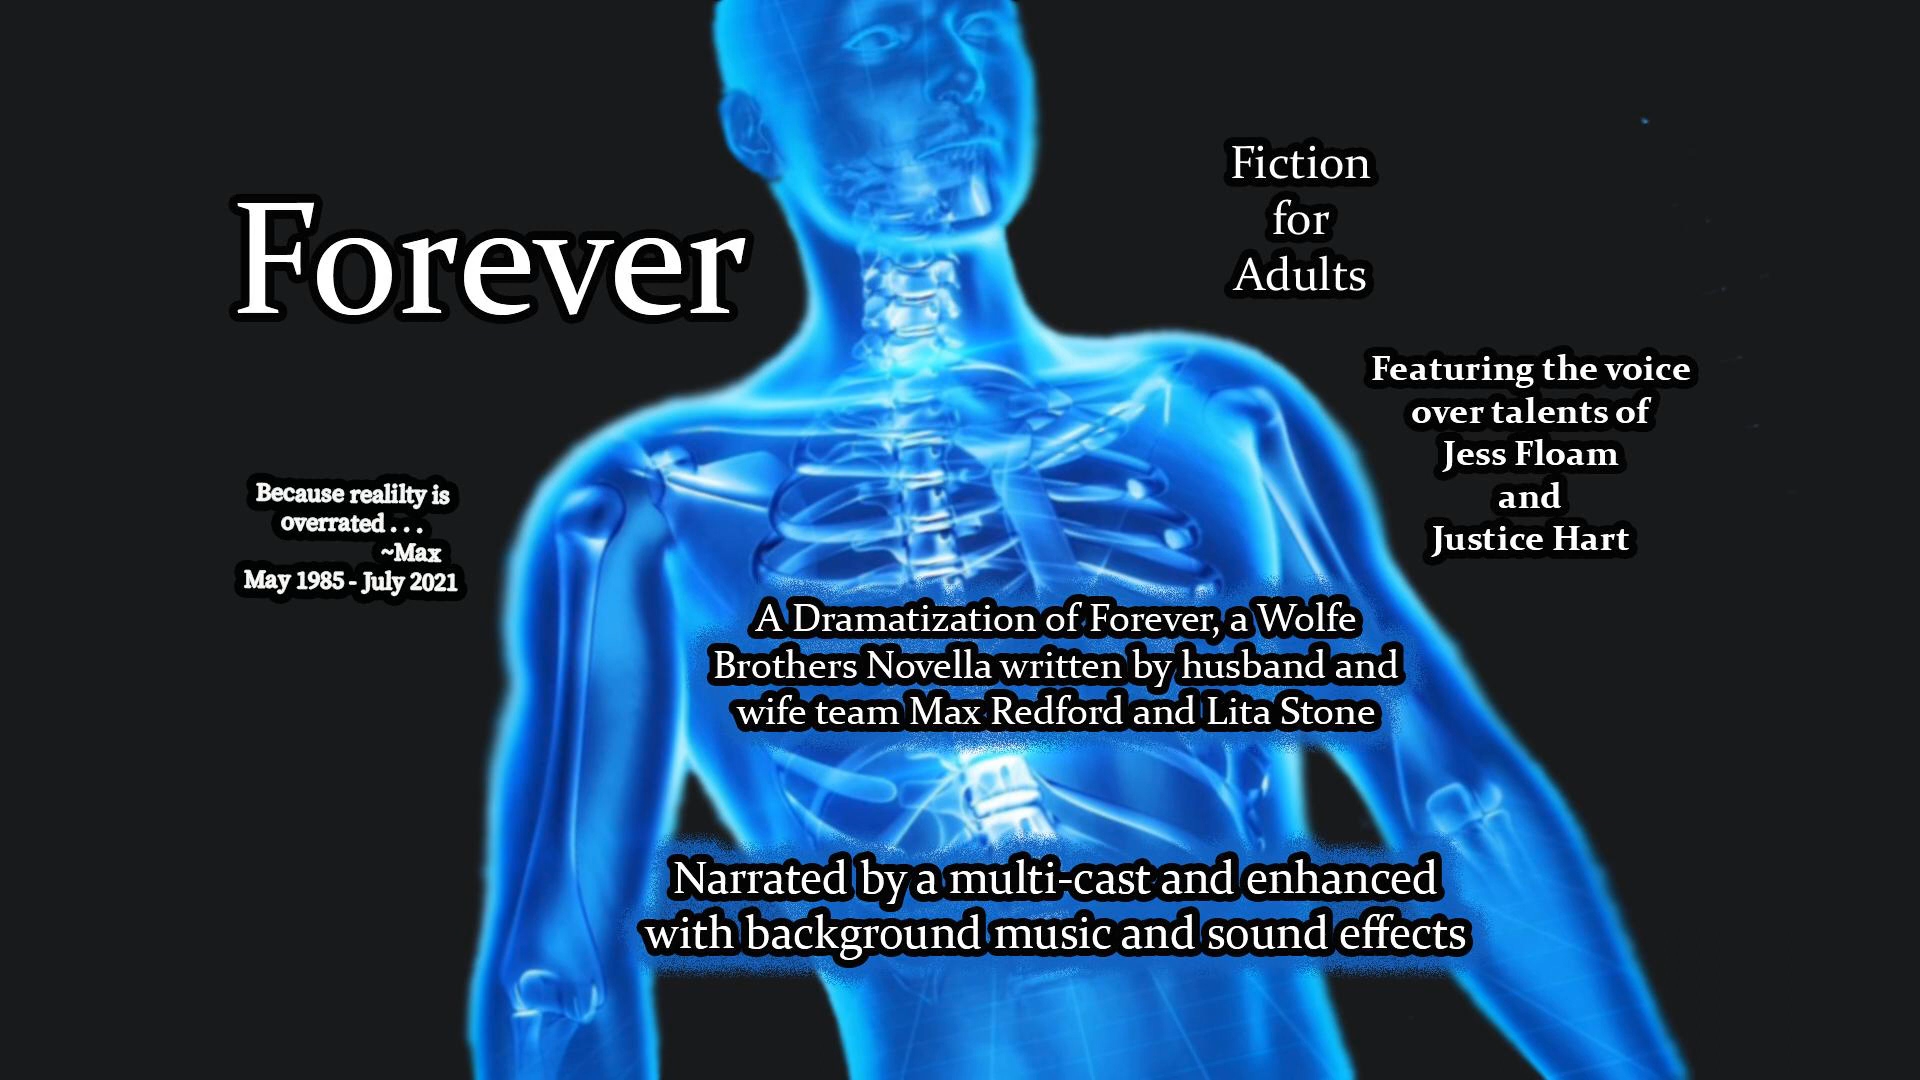 Forever
Fiction
for
Adults
Featuring the voice
over talents of
Jess Floam
and
Justice Hart
Because realilty is
overrated . . .
~Max
May 1985 - July 2021
A Dramatization of Forever, a Wolfe
Brothers Novella written by husband and
wife team Max Redford and Lita Stone
Narrated by a multi-cast and enhanced
with background music and sound effects